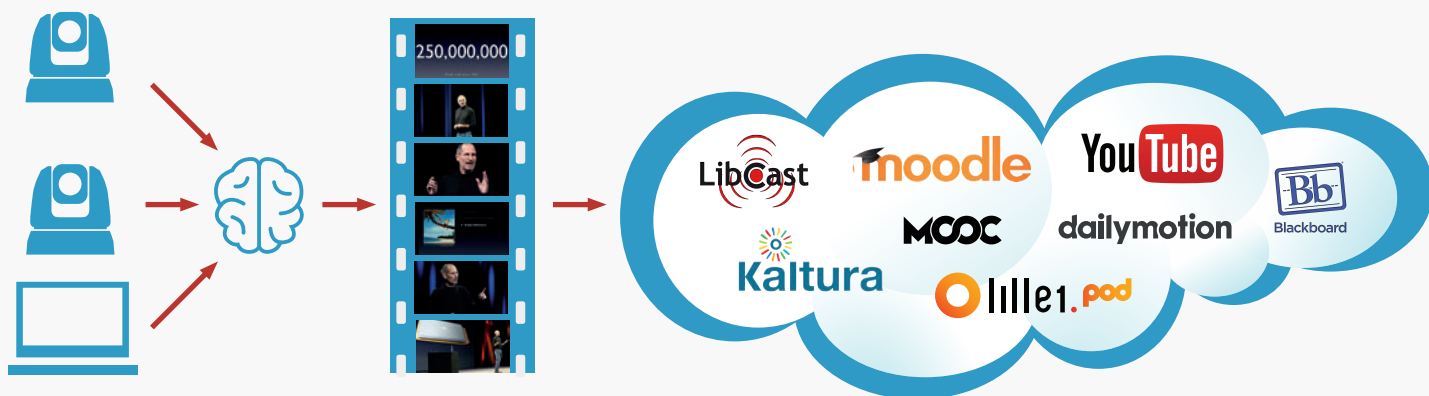 250,000,000
LibCast
moodle
YouTube
Bb
Blackboard
MOOC
dailymotion
Kaltura
lille1.pod